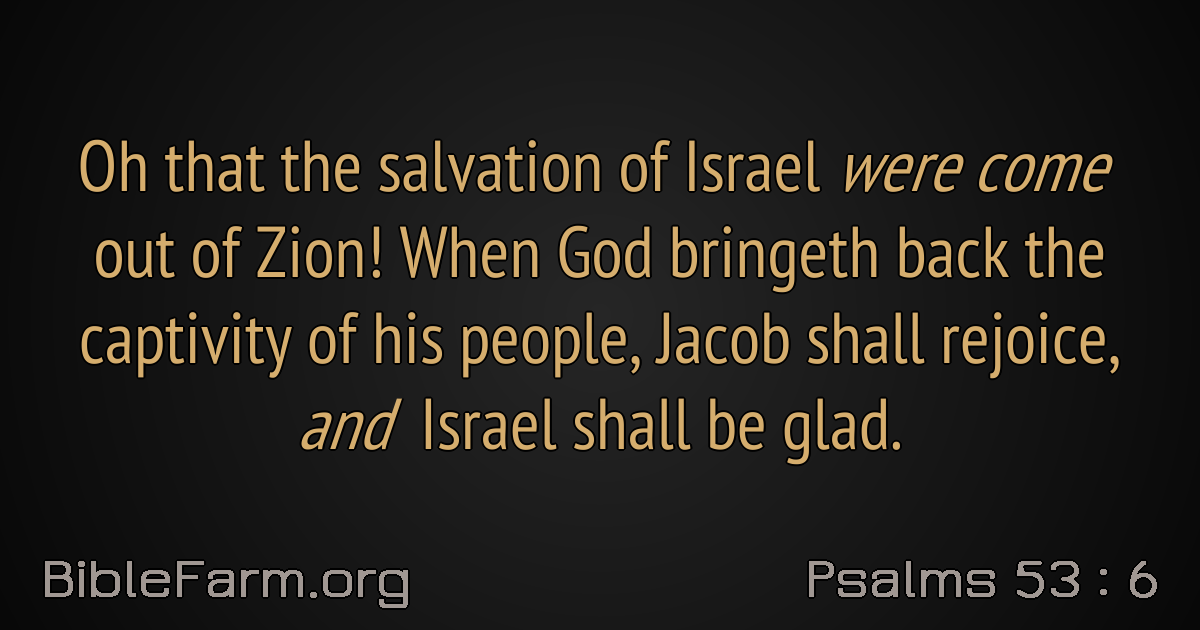 Oh that the salvation of Israel were come
out of Zion! When God bringeth back the
captivity of his people, Jacob shall rejoice,
and Israel shall be glad.
BibleFarm.org
Psalms 53 : 6